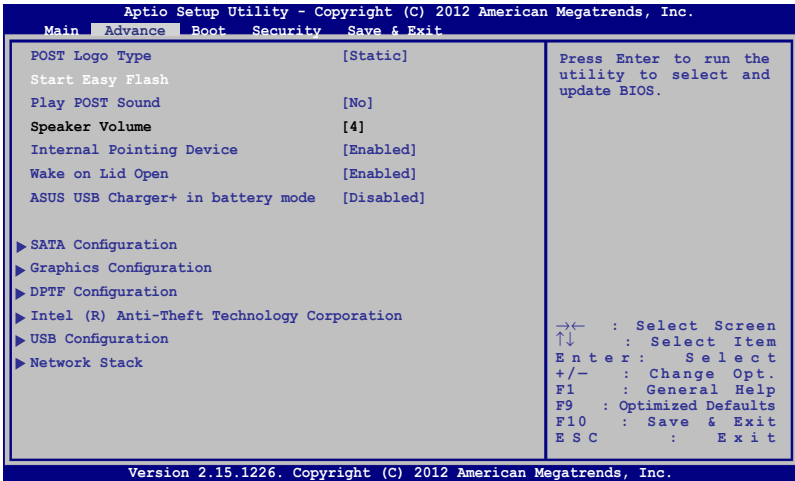 Aptio Setup Utility - Copyright (C) 2012 American Megatrends, Inc.
Main Advance Boot Security Save & Exit
POST Logo Type [Static]
Start Easy Flash
Play POST Sound [No]
Speaker Volume [4]
Internal Pointing Device [Enabled]
Wake on Lid Open [Enabled]
ASUS USB Charger+ in battery mode [Disabled]
SATA Configuration
Graphics Configuration
DPTF Configuration
Intel (R) Anti-Theft Technology Corporation
USB Configuration
Network Stack
Press Enter to run the
utility to select and
update BIOS.
→← : Select Screen
↑↓ : Select Item
Enter: Select
+/− : Change Opt.
F1 : General Help
F9 : Optimized Defaults
F10 : Save & Exit
ESC : Exit
Version 2.15.1226. Copyright (C) 2012 American Megatrends, Inc.